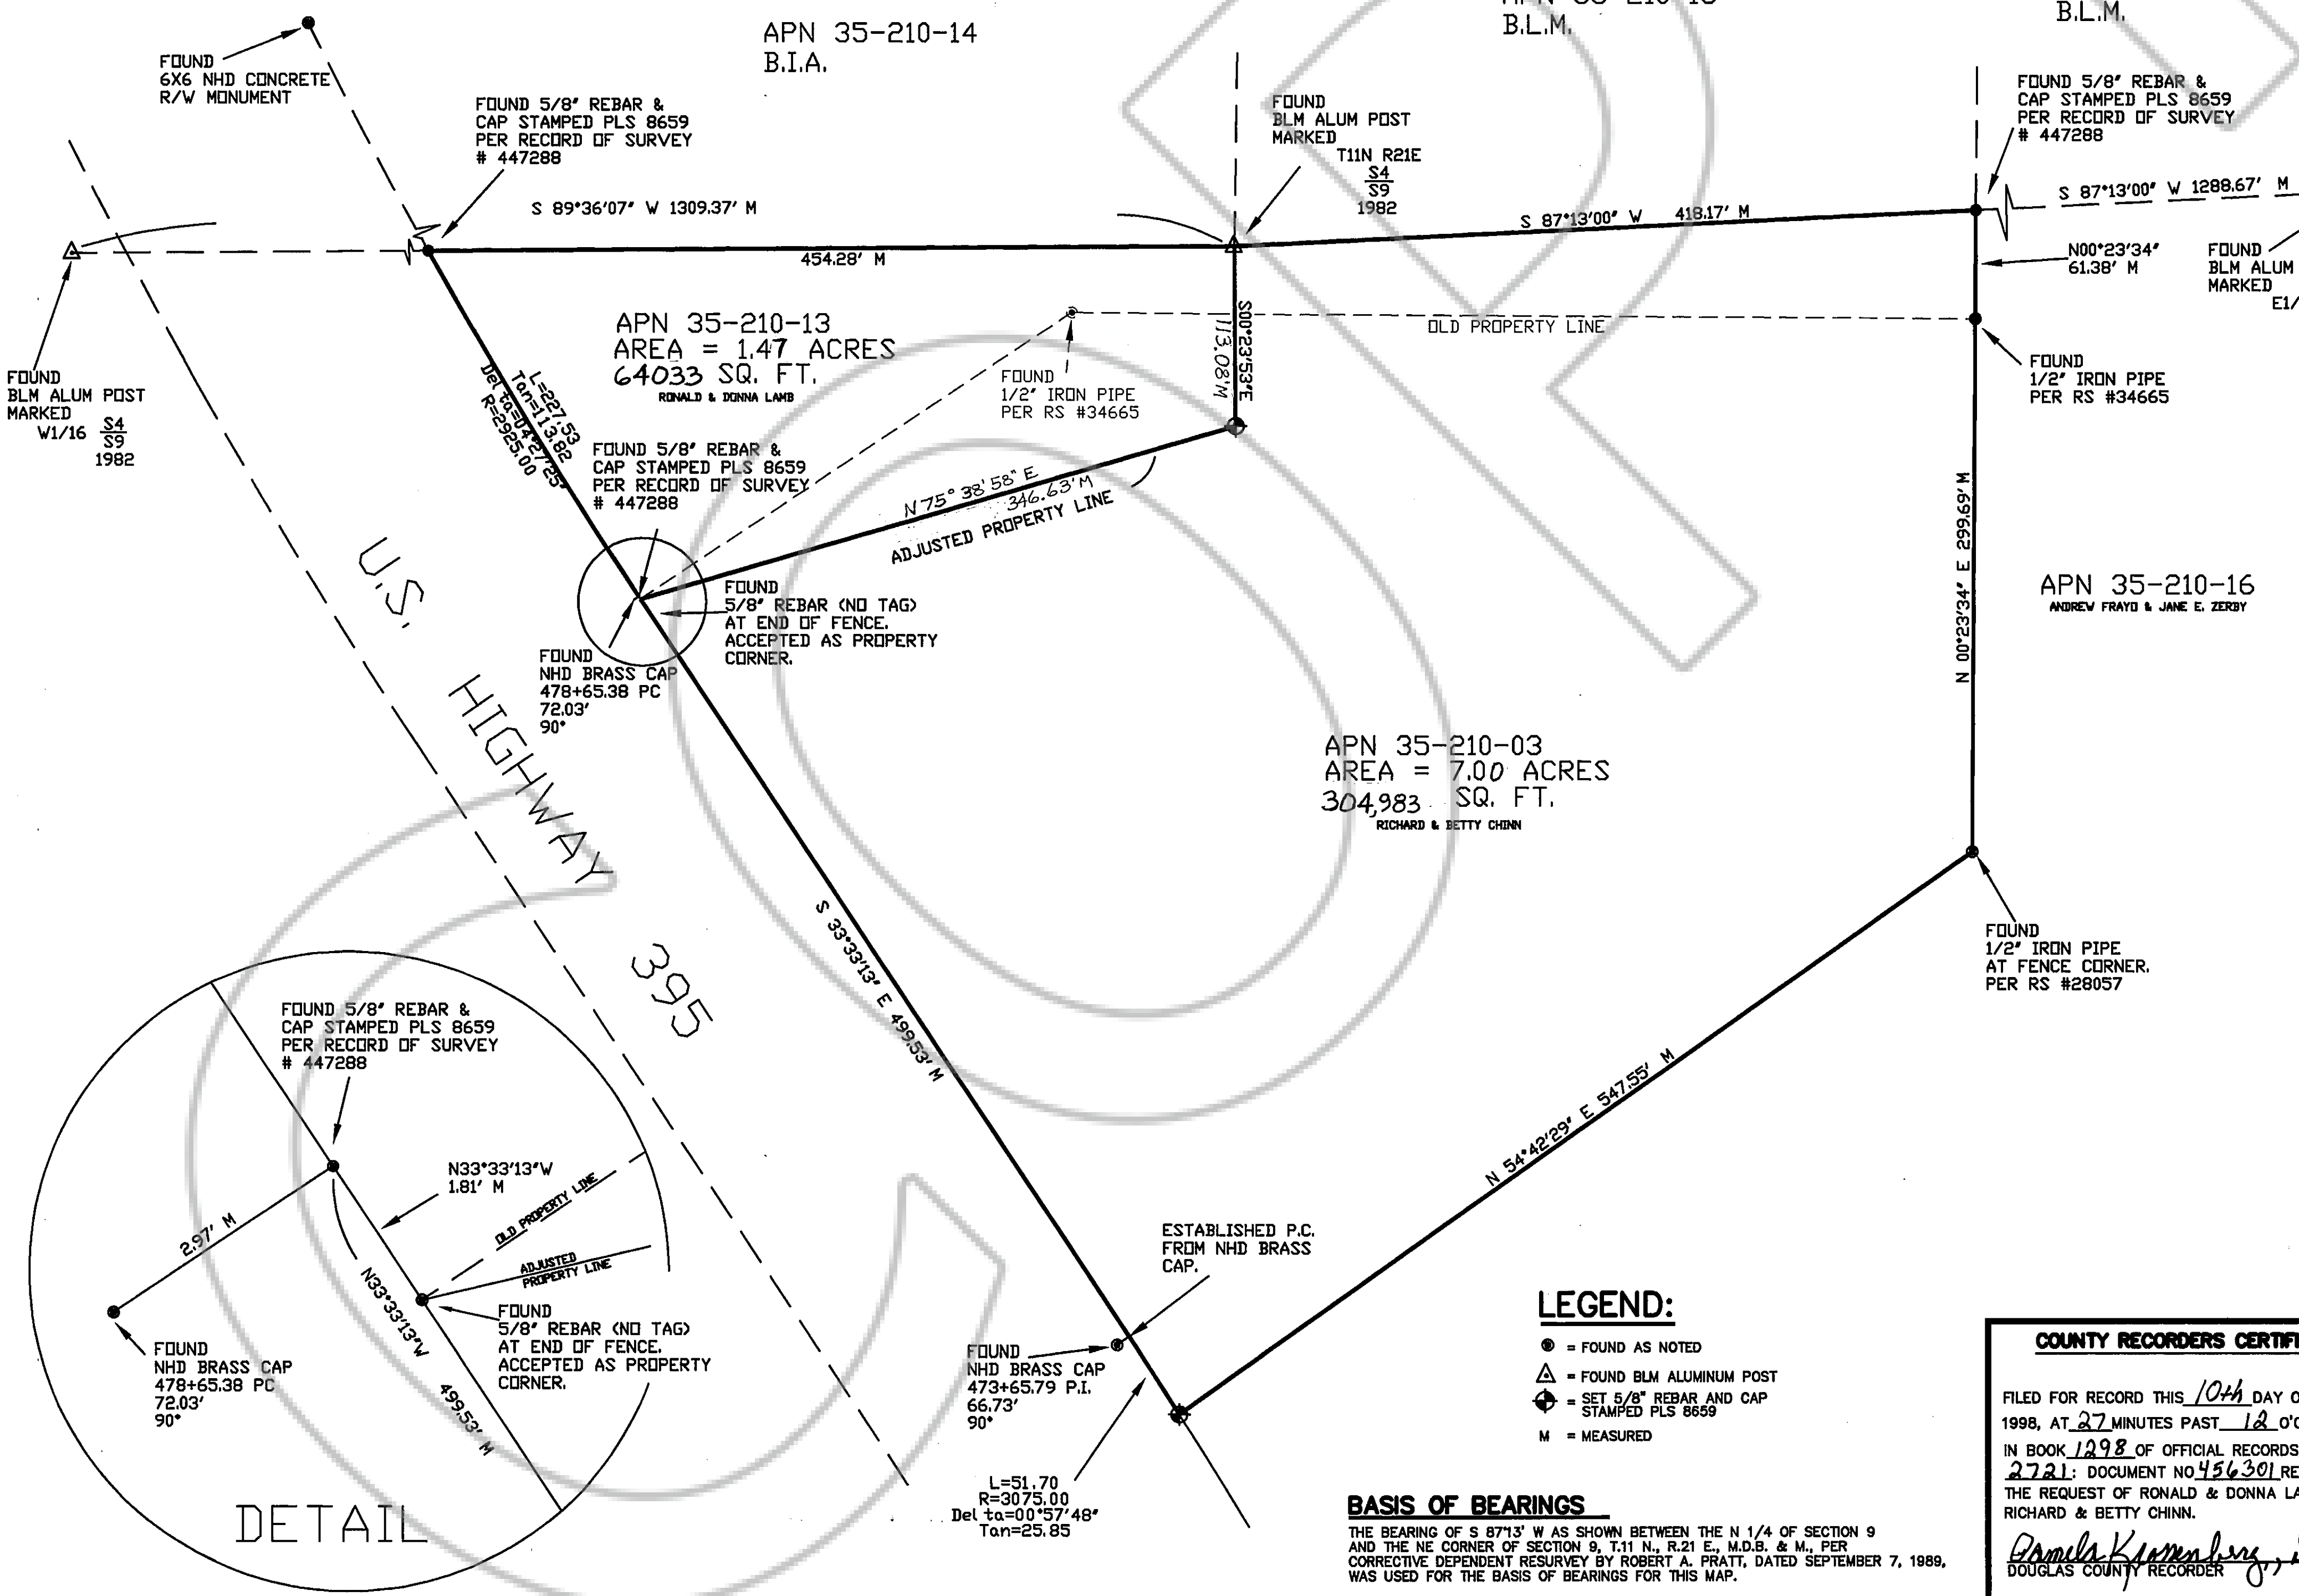 APN 35-210-14
B.I.A.
B.L.M.
B.L.M.
FOUND
6X6 NHD CONCRETE
R/W MONUMENT
FOUND 5/8" REBAR &
CAP STAMPED PLS 8659
PER RECORD OF SURVEY
# 447288
FOUND
BLM ALUM POST
MARKED
T11N R21E
S4
S9
1982
FOUND 5/8" REBAR &
CAP STAMPED PLS 8659
PER RECORD OF SURVEY
# 447288
S 89°36'07" W 1309.37' M
454.28' M
S 87°13'00" W 418.17' M
S 87°13'00" W 1288.67' M
N00°23'34"
61.38' M
FOUND
BLM ALUM
MARKED
E1/
FOUND
BLM ALUM POST
MARKED
W1/16 S4
S9
1982
APN 35-210-13
AREA = 1.47 ACRES
64033 SQ. FT.
RONALD & DONNA LAMB
L=227.53
Tan=113.82
Delta=04°27'25"
R=2925.00
FOUND
1/2" IRON PIPE
PER RS #34665
S00°23'53"E
113.08'M
OLD PROPERTY LINE
FOUND
1/2" IRON PIPE
PER RS #34665
FOUND 5/8" REBAR &
CAP STAMPED PLS 8659
PER RECORD OF SURVEY
# 447288
N 75°38'58" E
346.63'M
ADJUSTED PROPERTY LINE
FOUND
5/8" REBAR (NO TAG)
AT END OF FENCE.
ACCEPTED AS PROPERTY
CORNER.
FOUND
NHD BRASS CAP
478+65.38 PC
72.03'
90°
U.S. HIGHWAY 395
N 00°23'34" E 299.69' M
APN 35-210-16
ANDREW FRAYO & JANE E. ZERBY
APN 35-210-03
AREA = 7.00 ACRES
304,983 SQ. FT.
RICHARD & BETTY CHINN
S 33°33'13" E 499.53' M
FOUND
1/2" IRON PIPE
AT FENCE CORNER.
PER RS #28057
N 54°42'29" E 547.55' M
FOUND 5/8" REBAR &
CAP STAMPED PLS 8659
PER RECORD OF SURVEY
# 447288
N33°33'13"W
1.81' M
2.97' M
OLD PROPERTY LINE
ADJUSTED
PROPERTY LINE
N33°33'13"W
499.53' M
FOUND
5/8" REBAR (NO TAG)
AT END OF FENCE.
ACCEPTED AS PROPERTY
CORNER.
FOUND
NHD BRASS CAP
478+65.38 PC
72.03'
90°
DETAIL
ESTABLISHED P.C.
FROM NHD BRASS
CAP.
FOUND
NHD BRASS CAP
473+65.79 P.I.
66.73'
90°
L=51.70
R=3075.00
Delta=00°57'48"
Tan=25.85
LEGEND:
= FOUND AS NOTED
= FOUND BLM ALUMINUM POST
= SET 5/8" REBAR AND CAP
STAMPED PLS 8659
M = MEASURED
BASIS OF BEARINGS
THE BEARING OF S 87°13' W AS SHOWN BETWEEN THE N 1/4 OF SECTION 9
AND THE NE CORNER OF SECTION 9, T.11 N., R.21 E., M.D.B. & M., PER
CORRECTIVE DEPENDENT RESURVEY BY ROBERT A. PRATT, DATED SEPTEMBER 7, 1989,
WAS USED FOR THE BASIS OF BEARINGS FOR THIS MAP.
COUNTY RECORDERS CERTIFI
FILED FOR RECORD THIS 10th DAY O
1998, AT 27 MINUTES PAST 12 O'C
IN BOOK 1298 OF OFFICIAL RECORDS
2721: DOCUMENT NO 456301 RE
THE REQUEST OF RONALD & DONNA LA
RICHARD & BETTY CHINN.
DOUGLAS COUNTY RECORDER